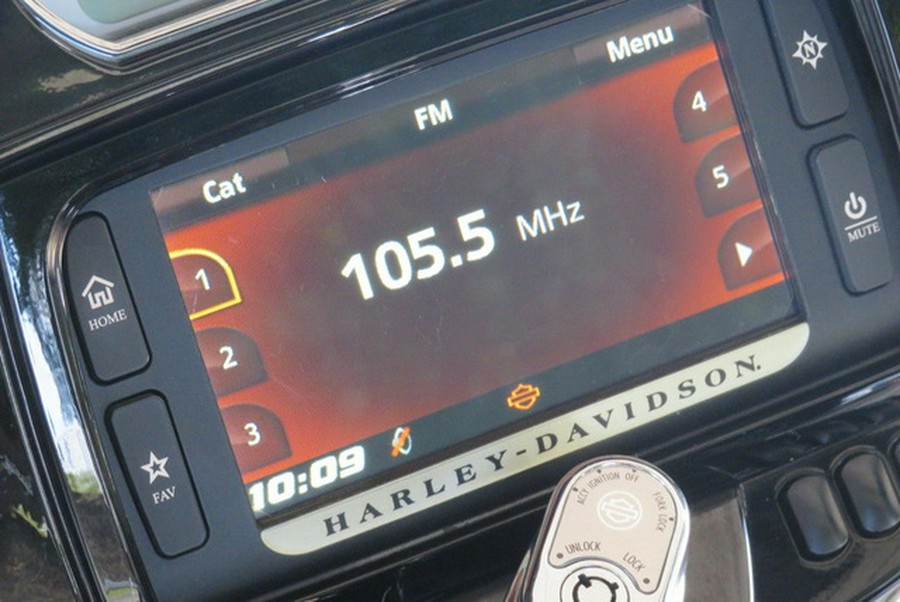 Menu
FM
Cat
4
5
105.5 MHz
1
2
3
10:09
HARLEY-DAVIDSON.
HOME
FAV
N
MUTE
ACCY IGNITION OFF
FORK LOCK
UNLOCK
LOCK